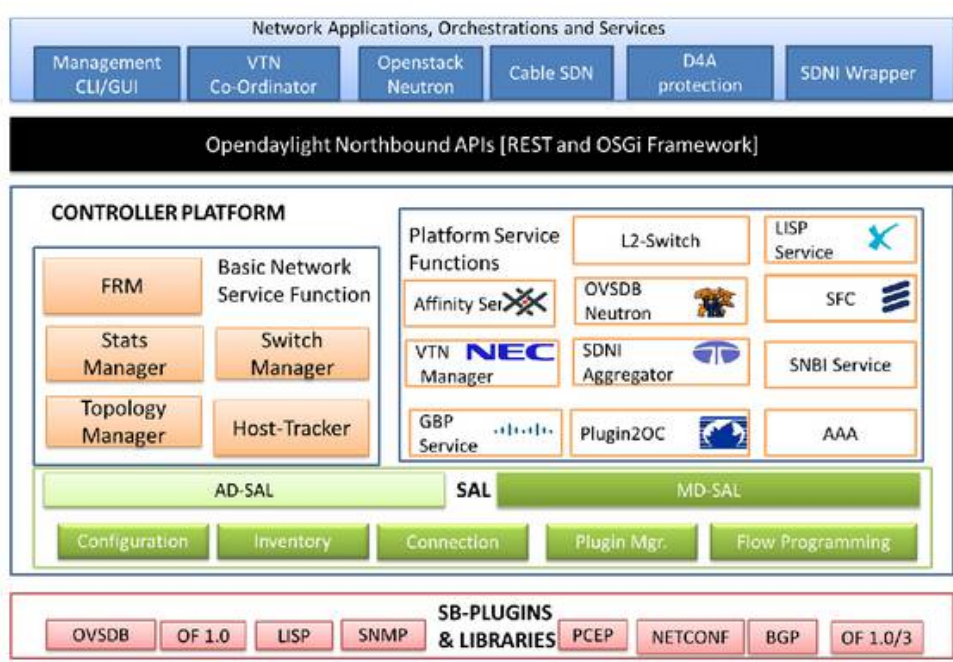 Network Applications, Orchestrations and Services
Management
CLI/GUI
VTN
Co-Ordinator
Openstack
Neutron
Cable SDN
D4A
protection
SDNI Wrapper
Opendaylight Northbound APIs [REST and OSGi Framework]
CONTROLLER PLATFORM
FRM
Basic Network
Service Function
Stats
Manager
Switch
Manager
Topology
Manager
Host-Tracker
Platform Service
Functions
L2-Switch
LISP
Service
Affinity Ser
OVSDB
Neutron
SFC
VTN
Manager
NEC
SDNI
Aggregator
SNBI Service
GBP
Service
Plugin2OC
AAA
AD-SAL
SAL
MD-SAL
Configuration
Inventory
Connection
Plugin Mgr.
Flow Programming
SB-PLUGINS
& LIBRARIES
OVSDB
OF 1.0
LISP
SNMP
PCEP
NETCONF
BGP
OF 1.0/3